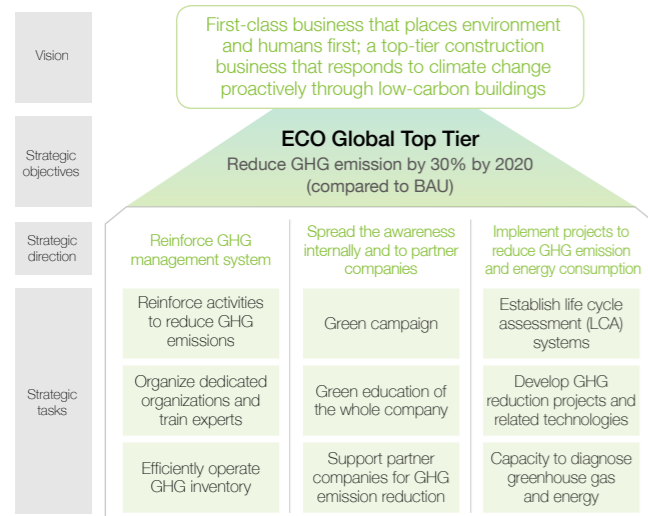 Vision
First-class business that places environment
and humans first; a top-tier construction
business that responds to climate change
proactively through low-carbon buildings
Strategic
objectives
ECO Global Top Tier
Reduce GHG emission by 30% by 2020
(compared to BAU)
Strategic
direction
Reinforce GHG
management system
Spread the awareness
internally and to partner
companies
Implement projects to
reduce GHG emission
and energy consumption
Strategic
tasks
Reinforce activities
to reduce GHG
emissions
Green campaign
Establish life cycle
assessment (LCA)
systems
Organize dedicated
organizations and
train experts
Green education of
the whole company
Develop GHG
reduction projects and
related technologies
Efficiently operate
GHG inventory
Support partner
companies for GHG
emission reduction
Capacity to diagnose
greenhouse gas
and energy